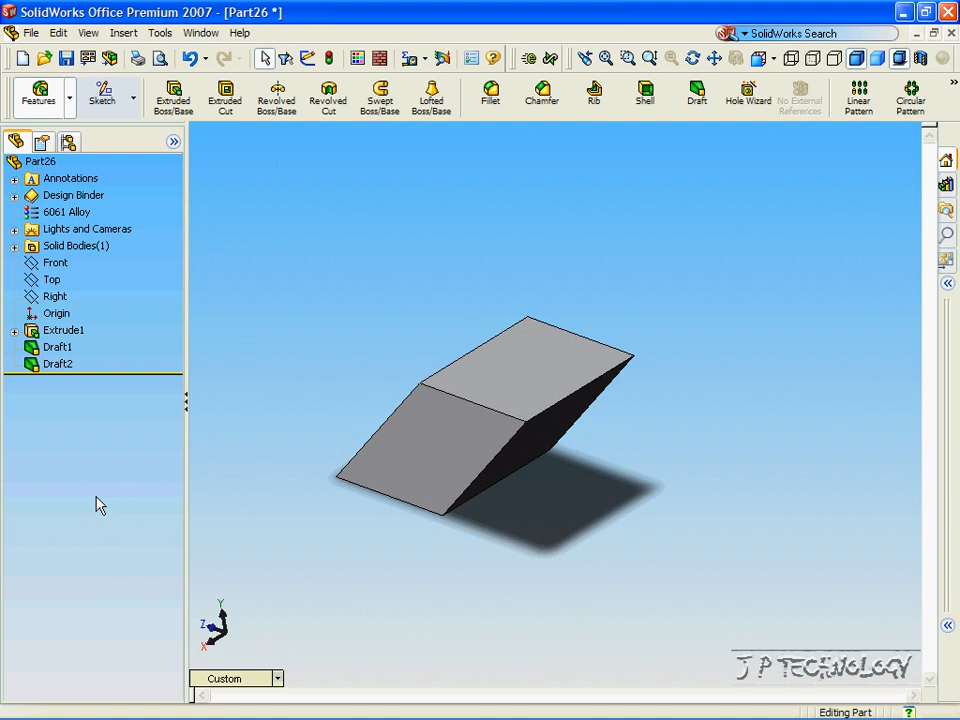 SolidWorks Office Premium 2007 - [Part26 *]
File Edit View Insert Tools Window Help SolidWorks Search
Features Sketch Extruded Boss/Base Extruded Cut Revolved Boss/Base Revolved Cut Swept Boss/Base Lofted Boss/Base Fillet Chamfer Rib Shell Draft Hole Wizard No External References Linear Pattern Circular Pattern
Part26
Annotations
Design Binder
6061 Alloy
Lights and Cameras
Solid Bodies(1)
Front
Top
Right
Origin
Extrude1
Draft1
Draft2
Y
Z
X
J P TECHNOLOGY
Custom
Editing Part